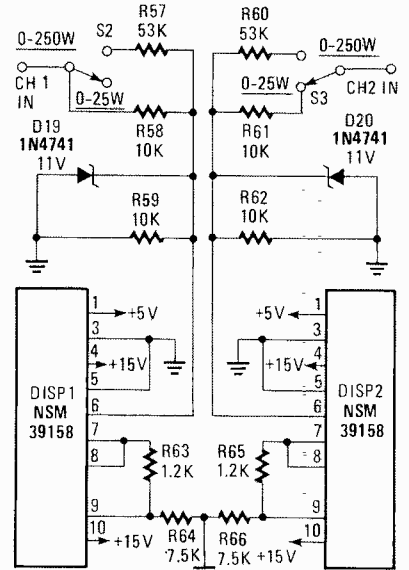 R57
53K
S2
0-250W
CH 1
IN
0-25W
R58
10K
D19
1N4741
11V
R59
10K
R60
53K
0-250W
0-25W
S3
CH2 IN
R61
10K
D20
1N4741
11V
R62
10K
DISP1
NSM
39158
1
+5V
3
4
+15V
5
6
7
8
9
10
+15V
R63
1.2K
R64
7.5K
R65
1.2K
R66
7.5K
DISP2
NSM
39158
1
+5V
3
4
+15V
5
6
7
8
9
10
+15V